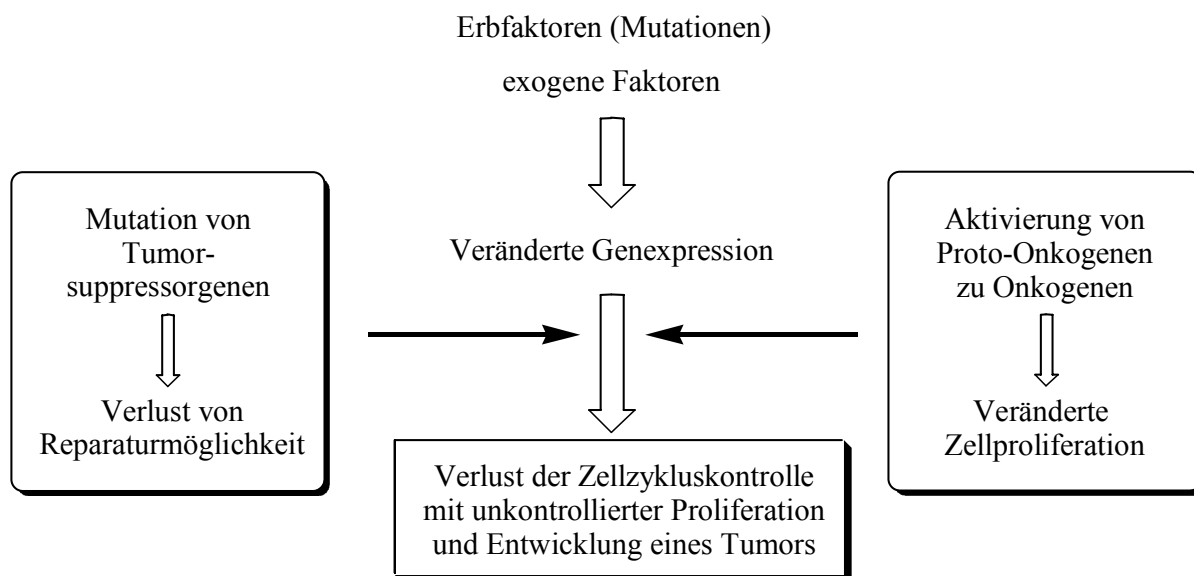 Erbfaktoren (Mutationen)
exogene Faktoren
Mutation von
Tumor-
suppressorgenen
Verlust von
Reparaturmöglichkeit
Veränderte Genexpression
Aktivierung von
Proto-Onkogenen
zu Onkogenen
Veränderte
Zellproliferation
Verlust der Zellzykluskontrolle
mit unkontrollierter Proliferation
und Entwicklung eines Tumors